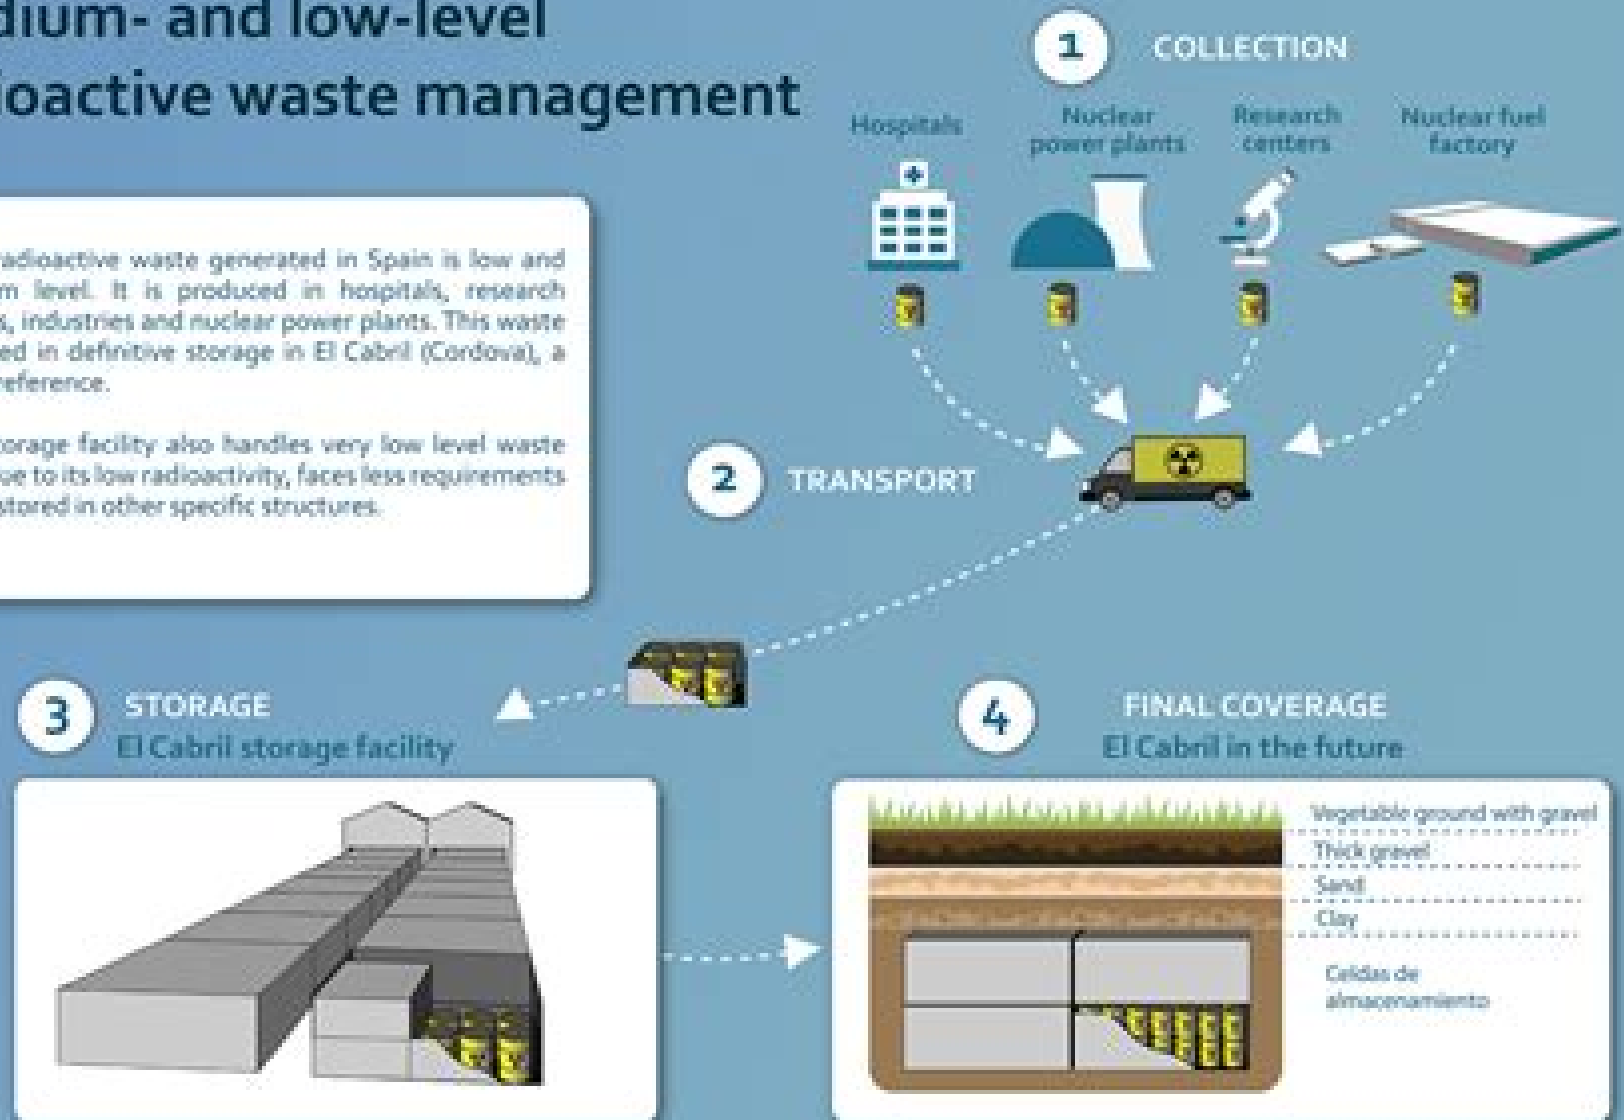 dium- and low-level
ioactive waste management
adioactive waste generated in Spain is low and
m level. It is produced in hospitals, research
s, industries and nuclear power plants. This waste
ed in definitive storage in El Cabril (Cordova), a
reference.
torage facility also handles very low level waste
ue to its low radioactivity, faces less requirements
stored in other specific structures.
1 COLLECTION
Hospitals
Nuclear
power plants
Research
centers
Nuclear fuel
factory
2 TRANSPORT
3 STORAGE
El Cabril storage facility
4 FINAL COVERAGE
El Cabril in the future
Vegetable ground with gravel
Thick gravel
Sand
Clay
Celdas de
almacenamiento